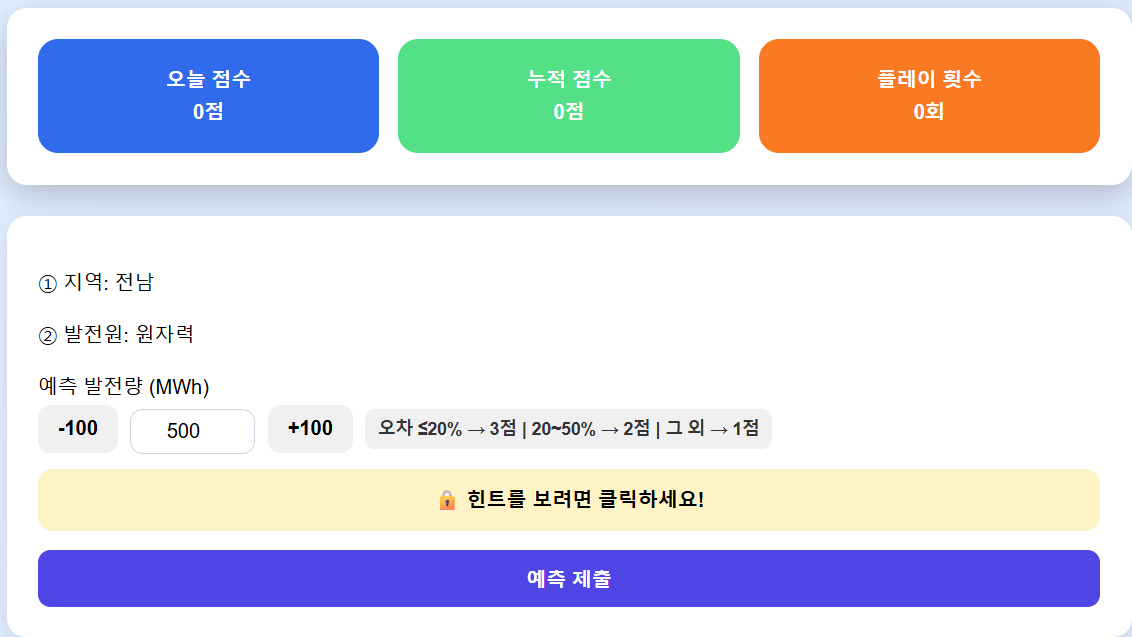 오늘 점수
0점
누적 점수
0점
플레이 횟수
0회
① 지역: 전남
② 발전원: 원자력
예측 발전량 (MWh)
-100 500 +100 오차 ≤20% → 3점 | 20~50% → 2점 | 그 외 → 1점
🔒 힌트를 보려면 클릭하세요!
예측 제출